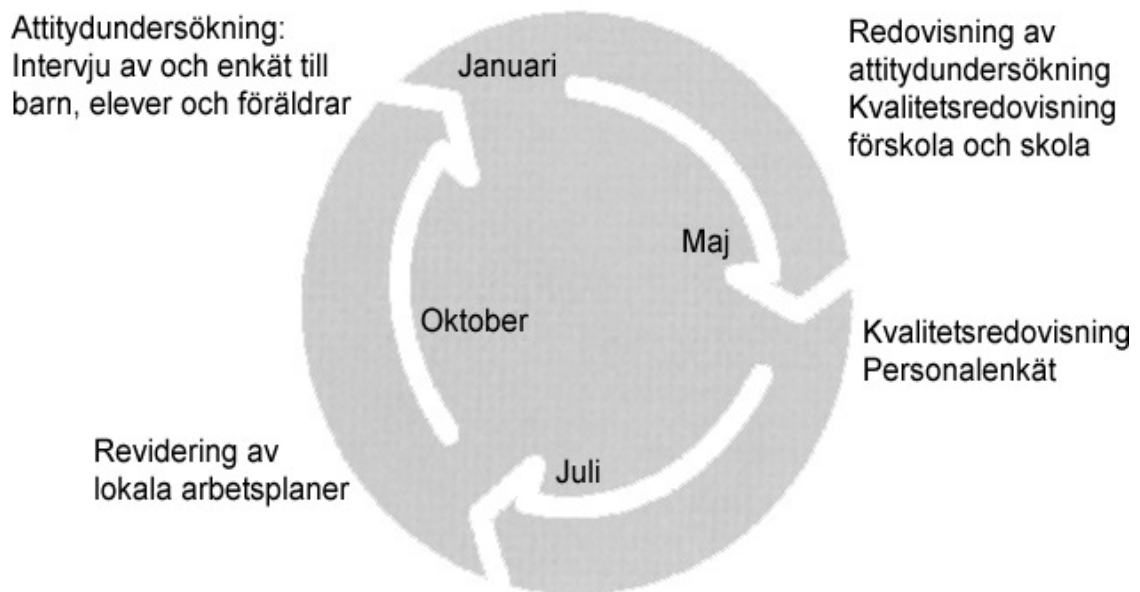 Attitydundersökning:
Intervju av och enkät till
barn, elever och föräldrar
Januari
Redovisning av
attitydundersökning
Kvalitetsredovisning
förskola och skola
Maj
Kvalitetsredovisning
Personalenkät
Juli
Oktober
Revidering av
lokala arbetsplaner